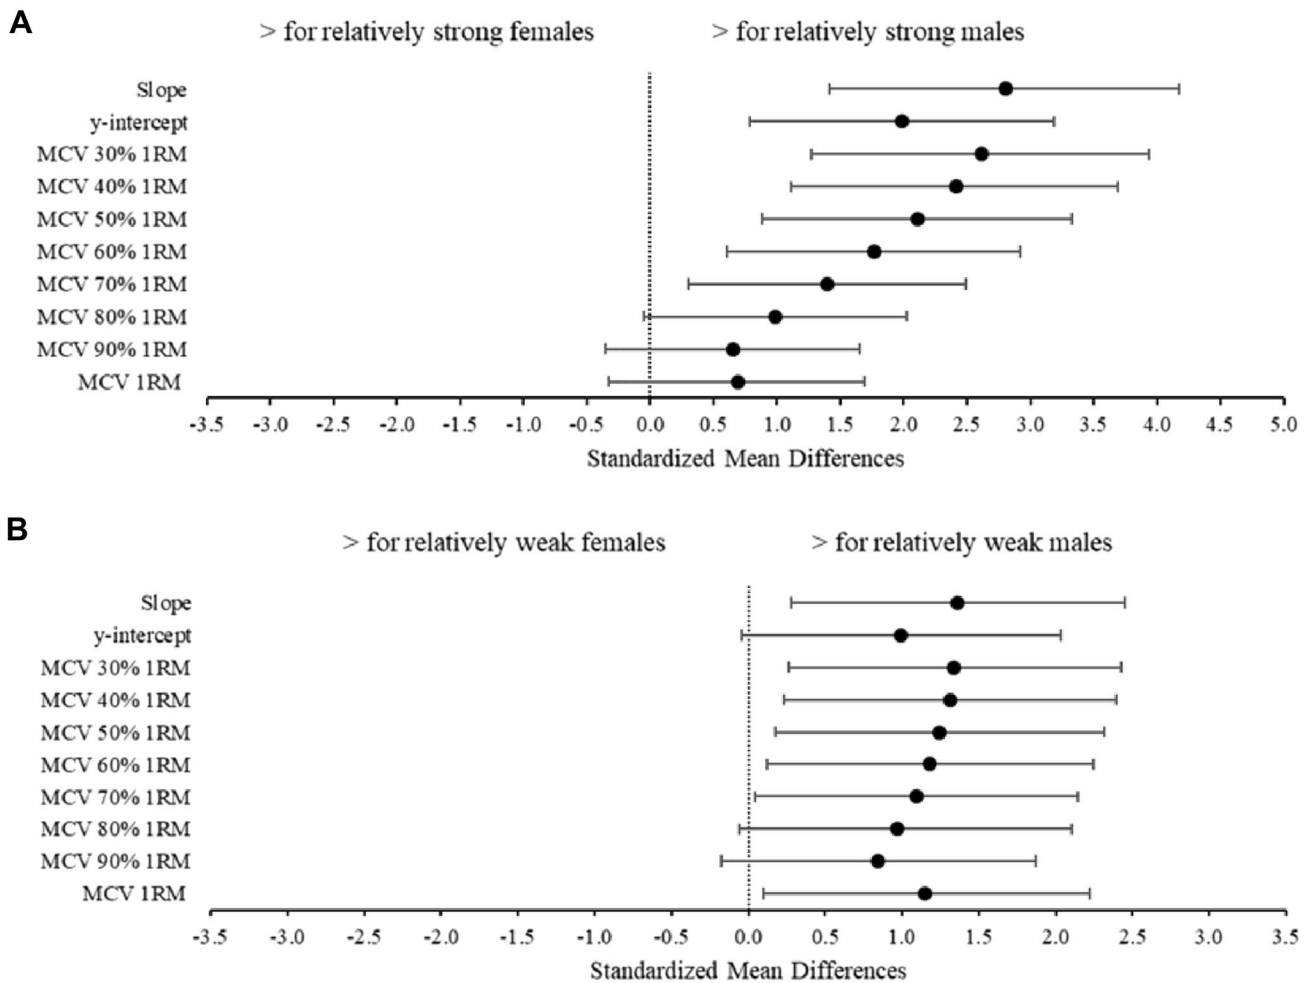 A
> for relatively strong females > for relatively strong males
Slope
y-intercept
MCV 30% 1RM
MCV 40% 1RM
MCV 50% 1RM
MCV 60% 1RM
MCV 70% 1RM
MCV 80% 1RM
MCV 90% 1RM
MCV 1RM
-3.5 -3.0 -2.5 -2.0 -1.5 -1.0 -0.5 0.0 0.5 1.0 1.5 2.0 2.5 3.0 3.5 4.0 4.5 5.0
Standardized Mean Differences
B
> for relatively weak females > for relatively weak males
Slope
y-intercept
MCV 30% 1RM
MCV 40% 1RM
MCV 50% 1RM
MCV 60% 1RM
MCV 70% 1RM
MCV 80% 1RM
MCV 90% 1RM
MCV 1RM
-3.5 -3.0 -2.5 -2.0 -1.5 -1.0 -0.5 0.0 0.5 1.0 1.5 2.0 2.5 3.0 3.5
Standardized Mean Differences